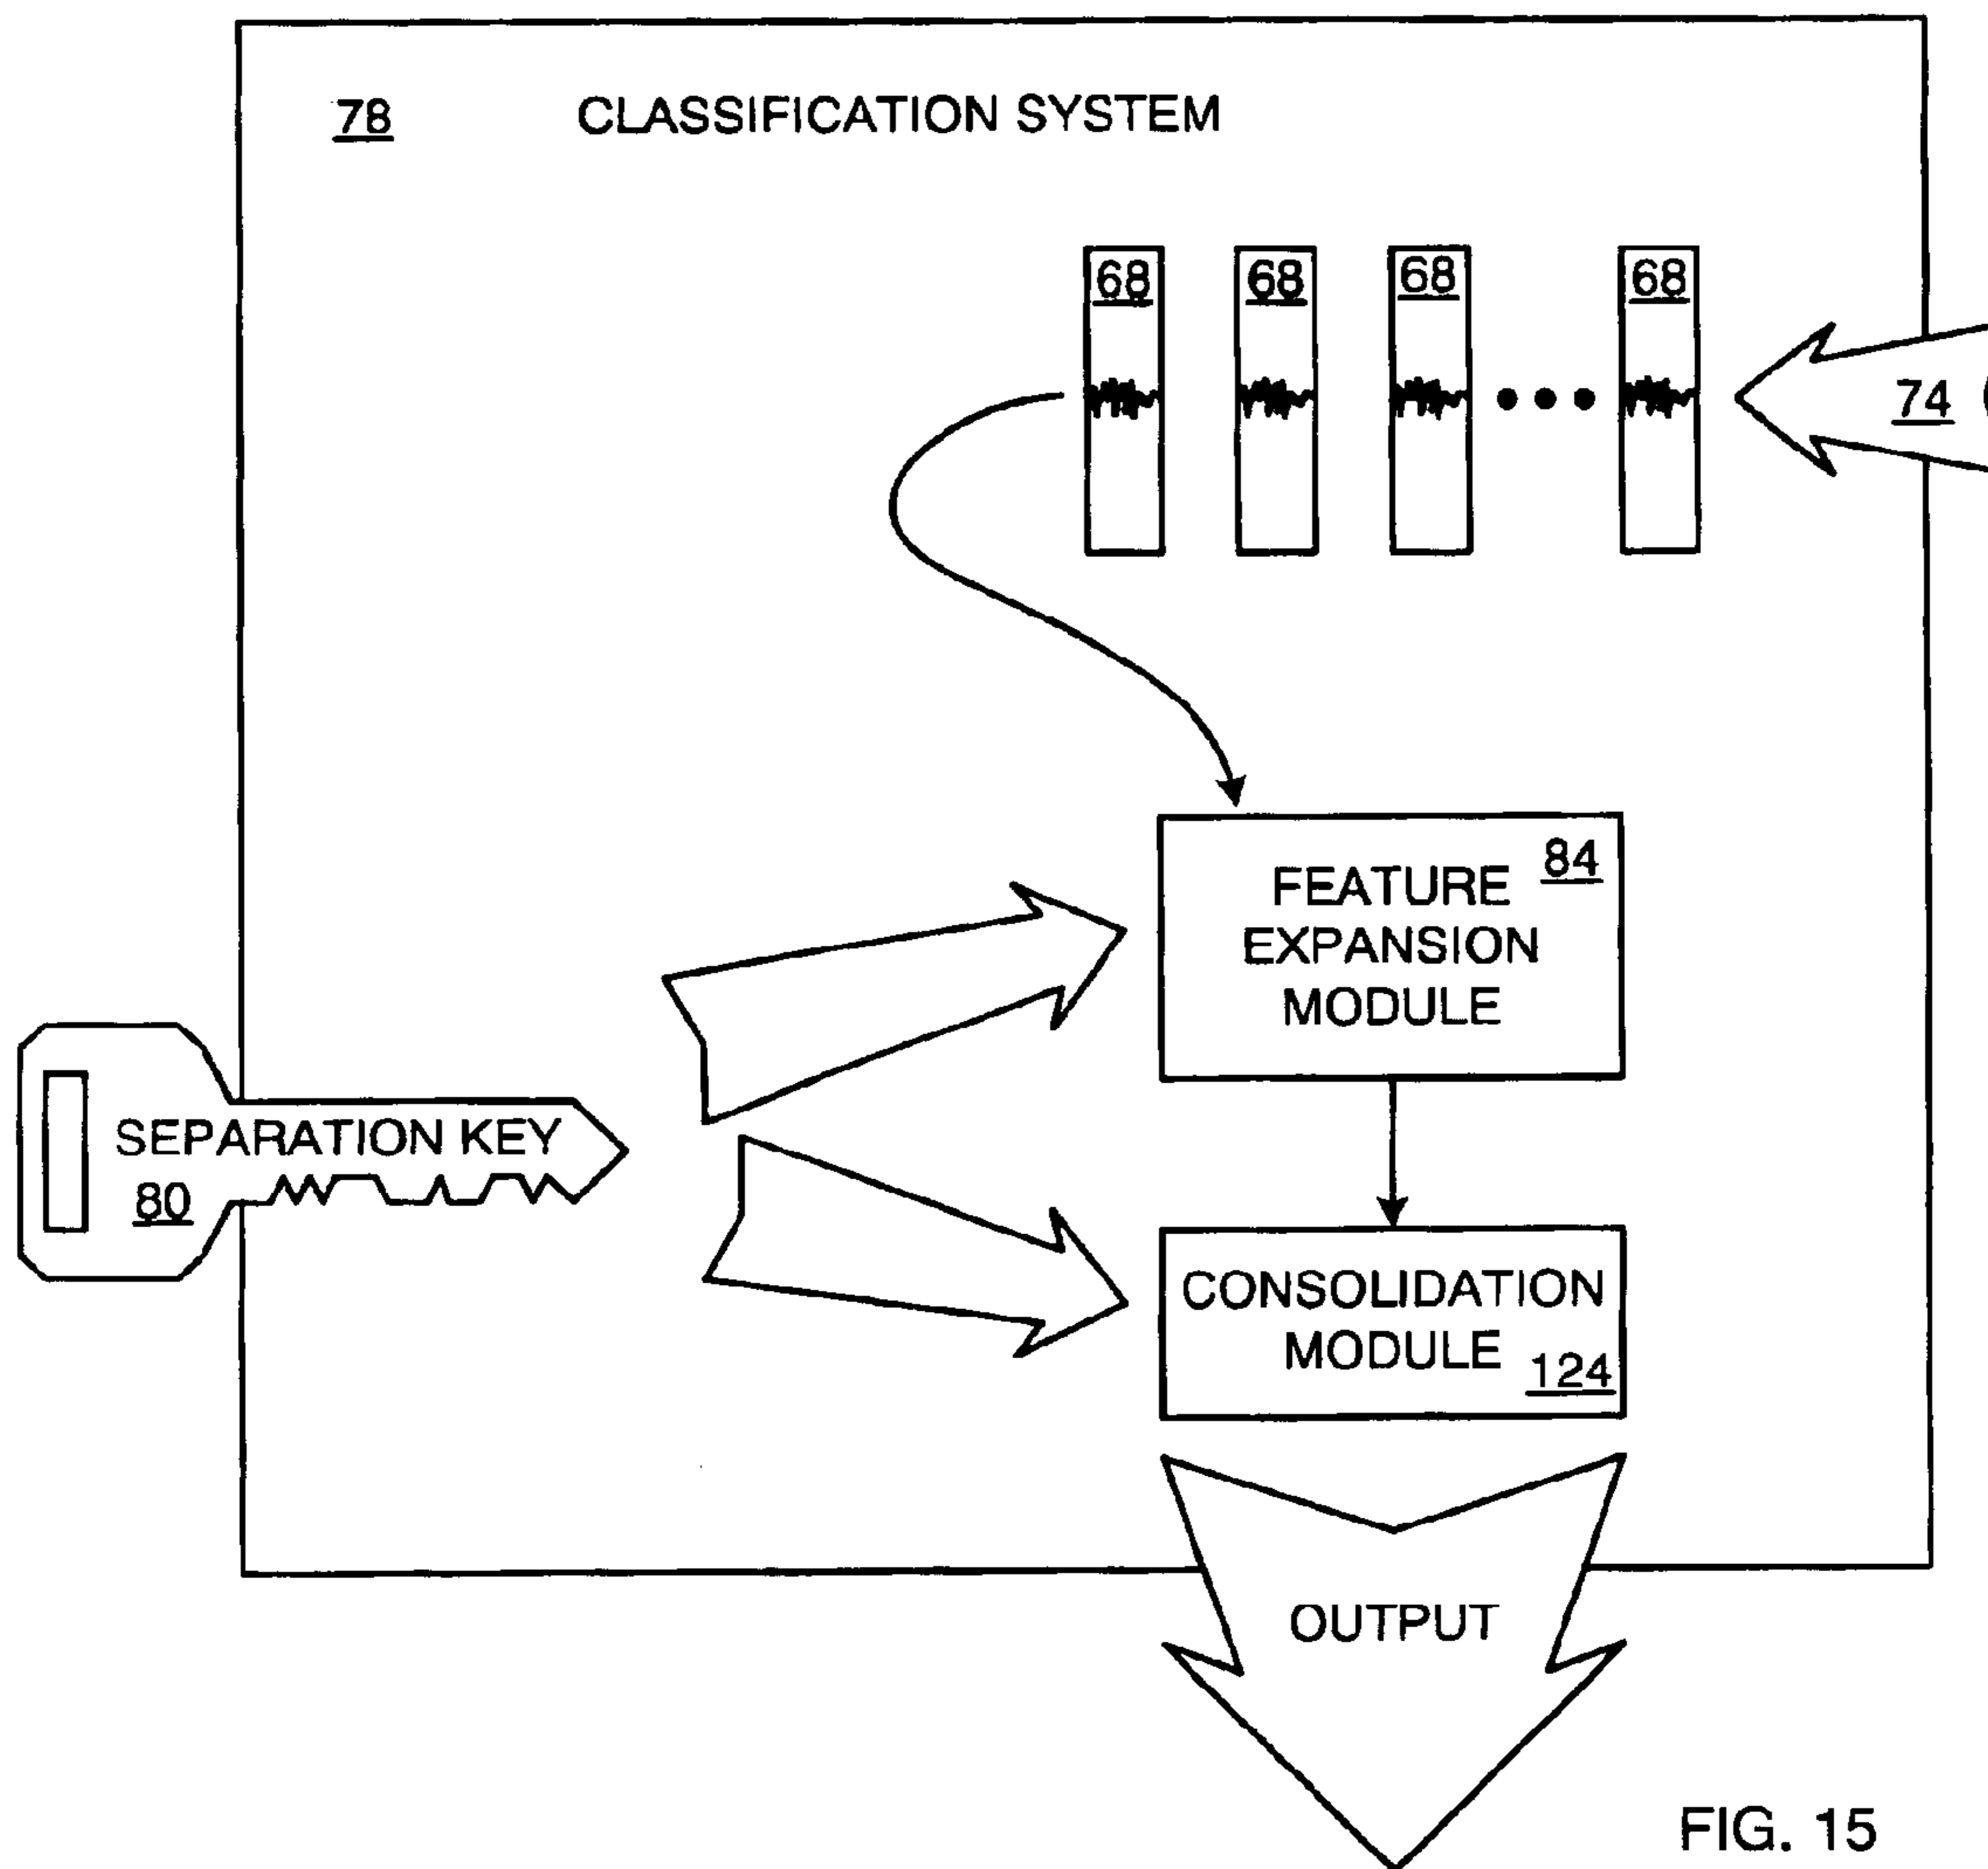 78 CLASSIFICATION SYSTEM
68 68 68 68
74
84
FEATURE
EXPANSION
MODULE
SEPARATION KEY
80
CONSOLIDATION
MODULE 124
OUTPUT
FIG. 15